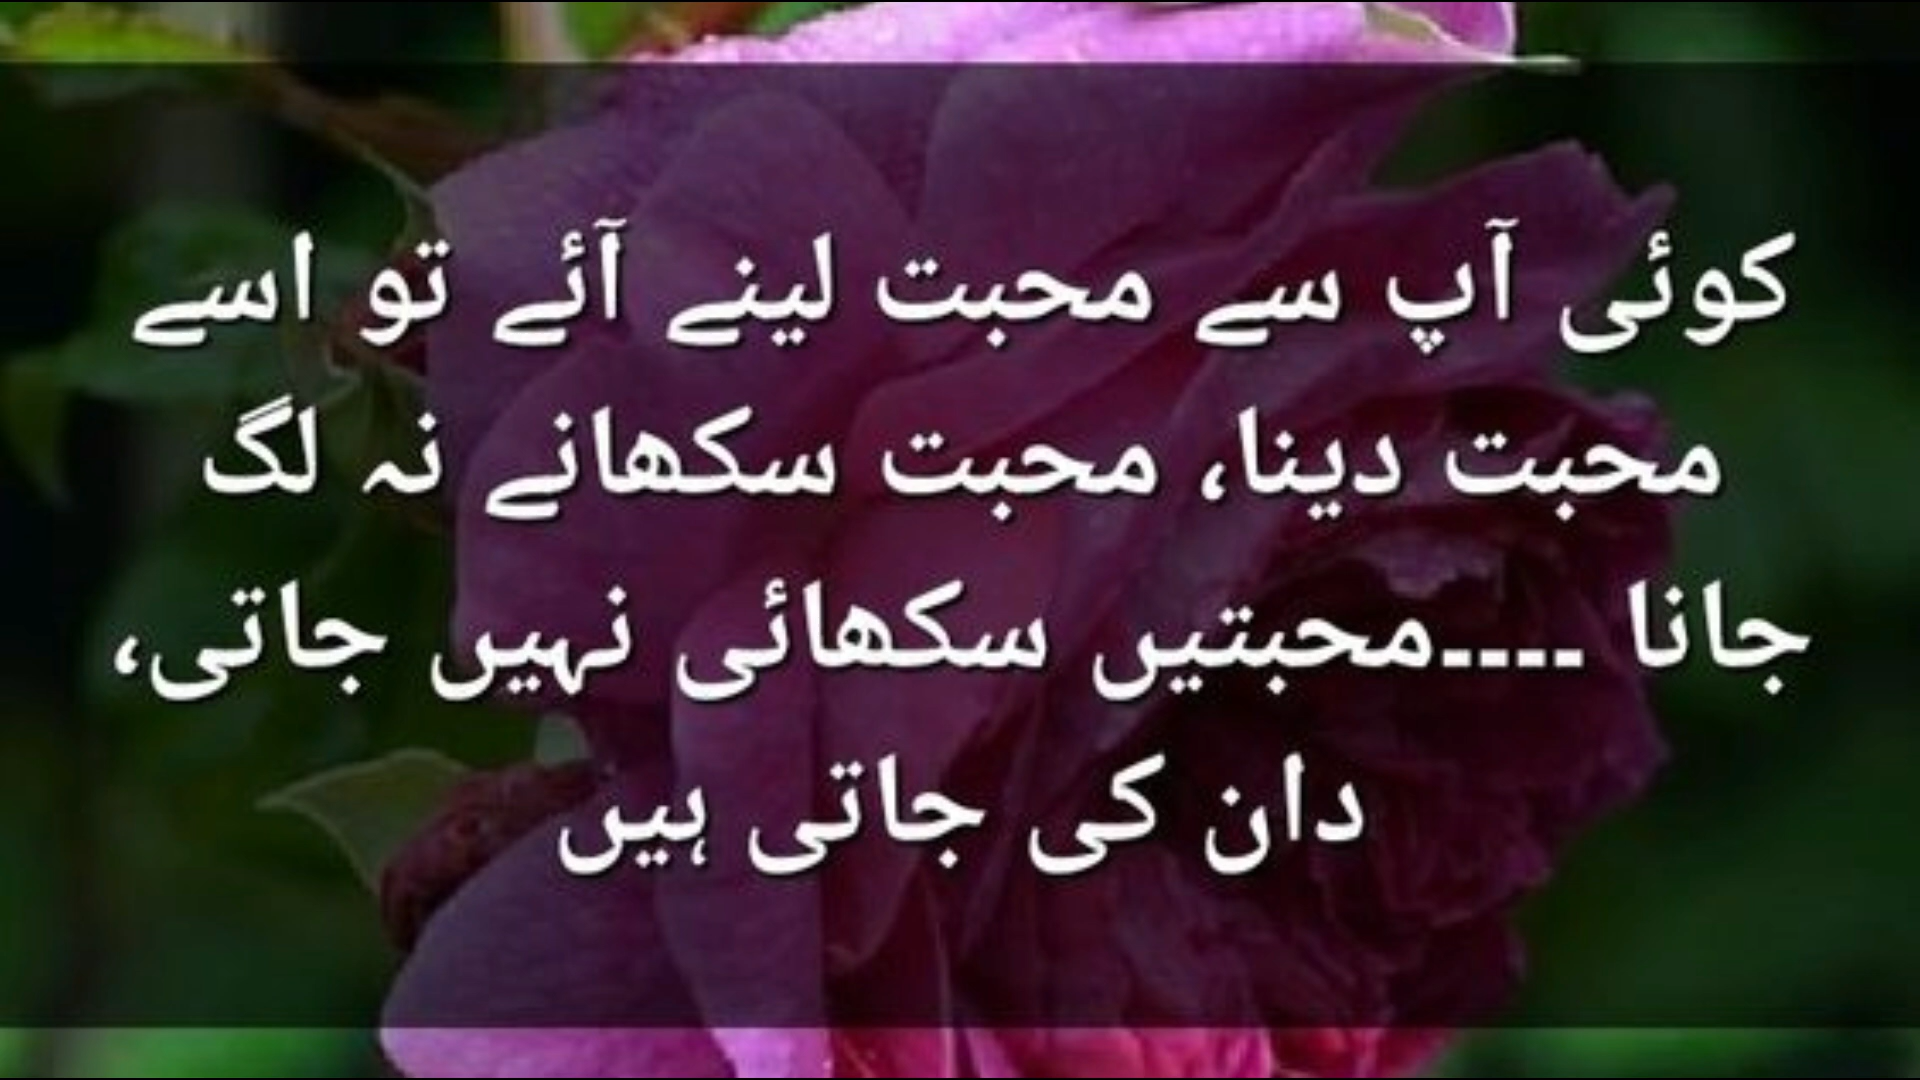 کوئی آپ سے محبت لینے آئے تو اسے
محبت دینا، محبت سکھانے نہ لگ
جانا ----محبتیں سکھائی نہیں جاتی،
دان کی جاتی ہیں